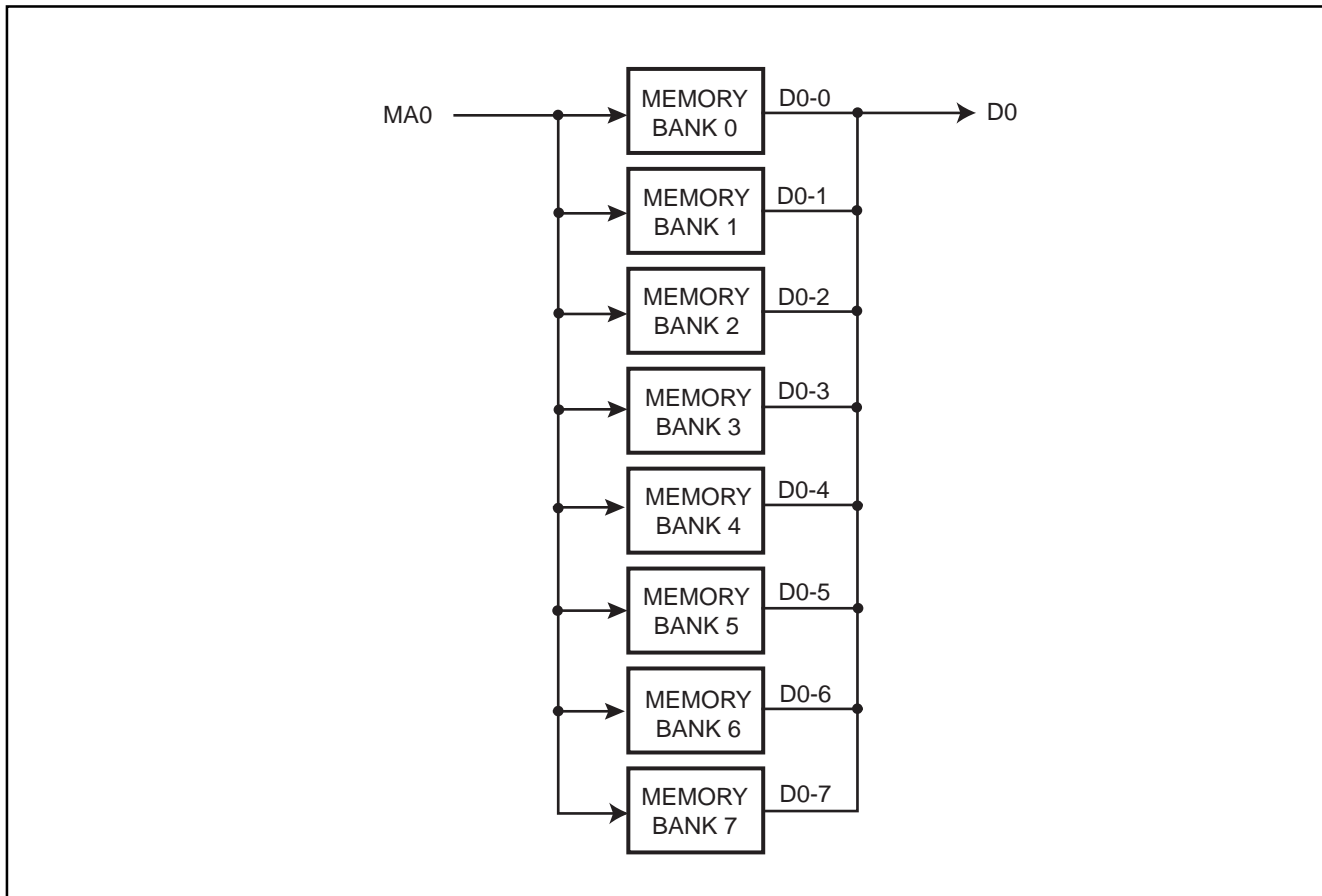 MA0
MEMORY
BANK 0
D0-0
D0
MEMORY
BANK 1
D0-1
MEMORY
BANK 2
D0-2
MEMORY
BANK 3
D0-3
MEMORY
BANK 4
D0-4
MEMORY
BANK 5
D0-5
MEMORY
BANK 6
D0-6
MEMORY
BANK 7
D0-7